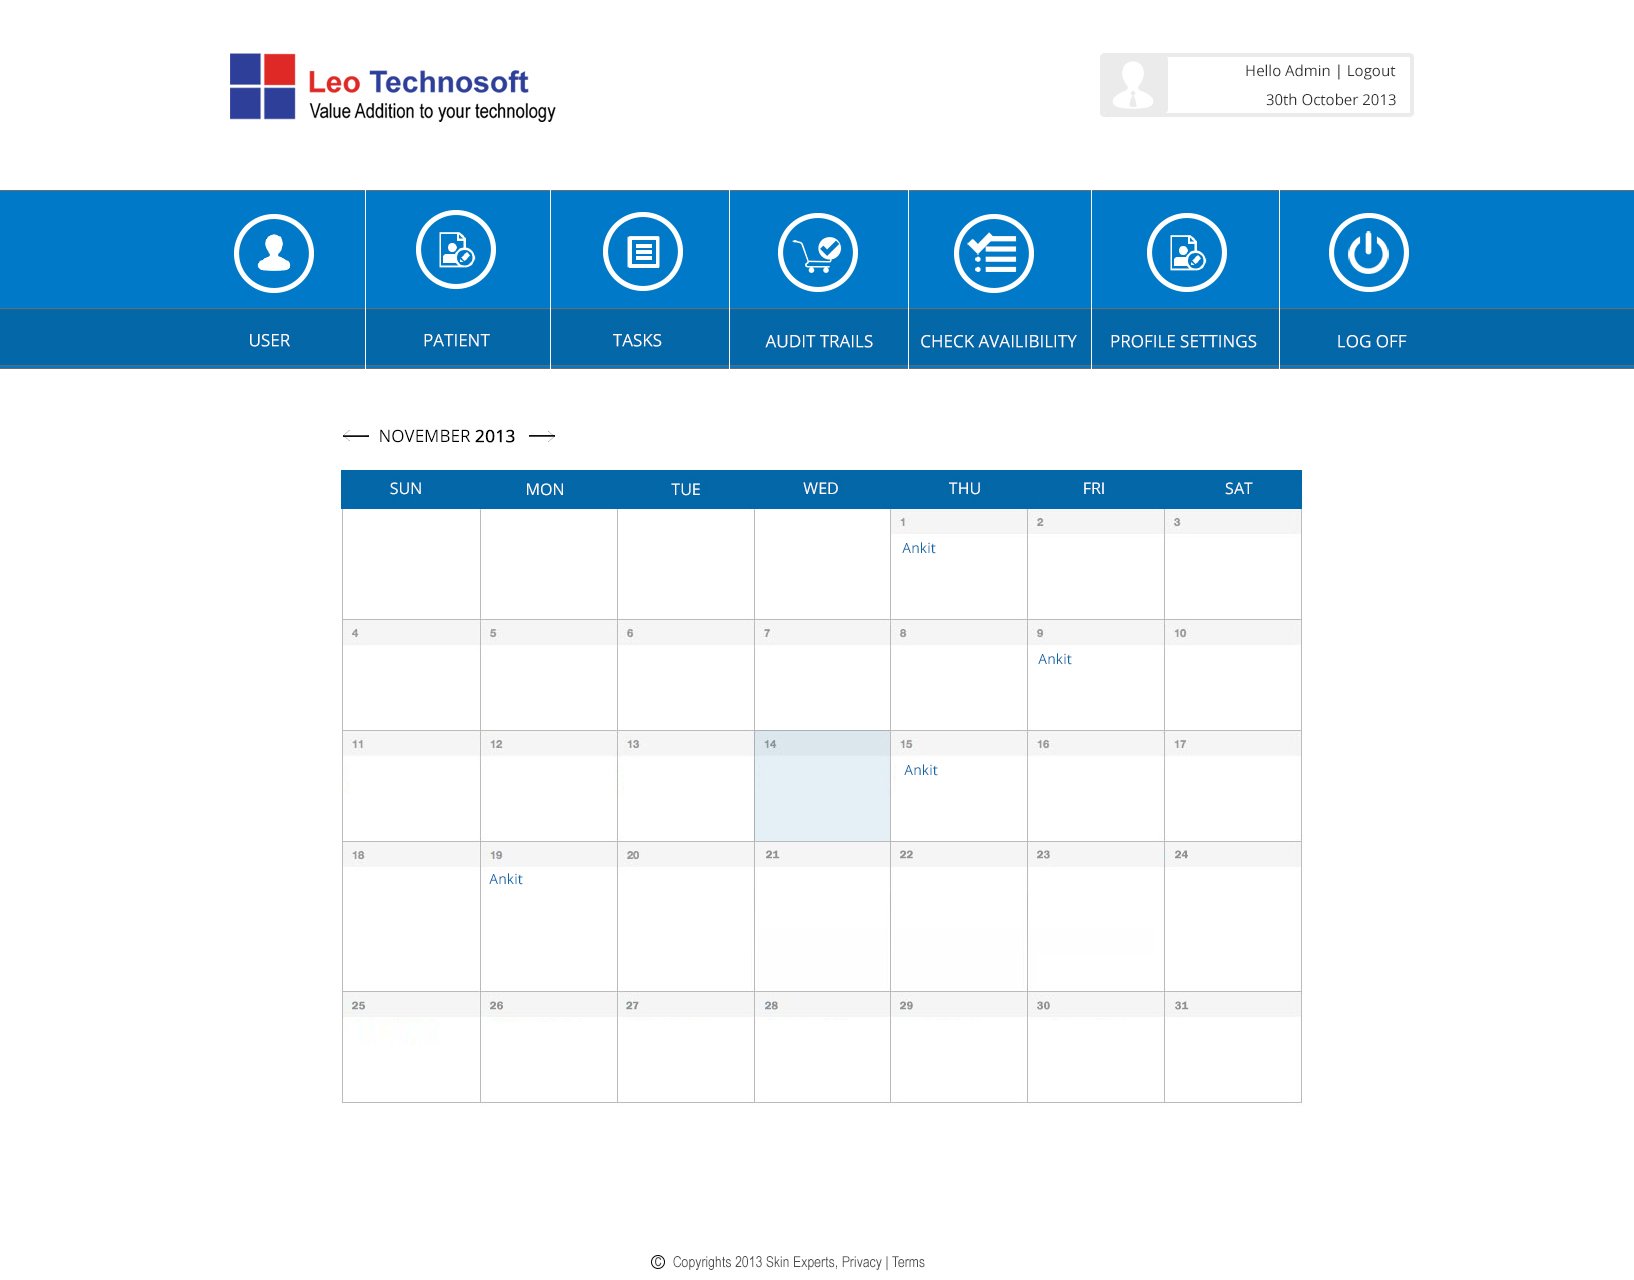 Leo Technosoft
Value Addition to your technology
Hello Admin | Logout
30th October 2013
USER PATIENT TASKS AUDIT TRAILS CHECK AVAILIBILITY PROFILE SETTINGS LOG OFF
NOVEMBER 2013
SUN MON TUE WED THU FRI SAT
1 2 3
Ankit
4 5 6 7 8 9 10
Ankit
11 12 13 14 15 16 17
Ankit
18 19 20 21 22 23 24
Ankit
25 26 27 28 29 30 31
© Copyrights 2013 Skin Experts, Privacy | Terms